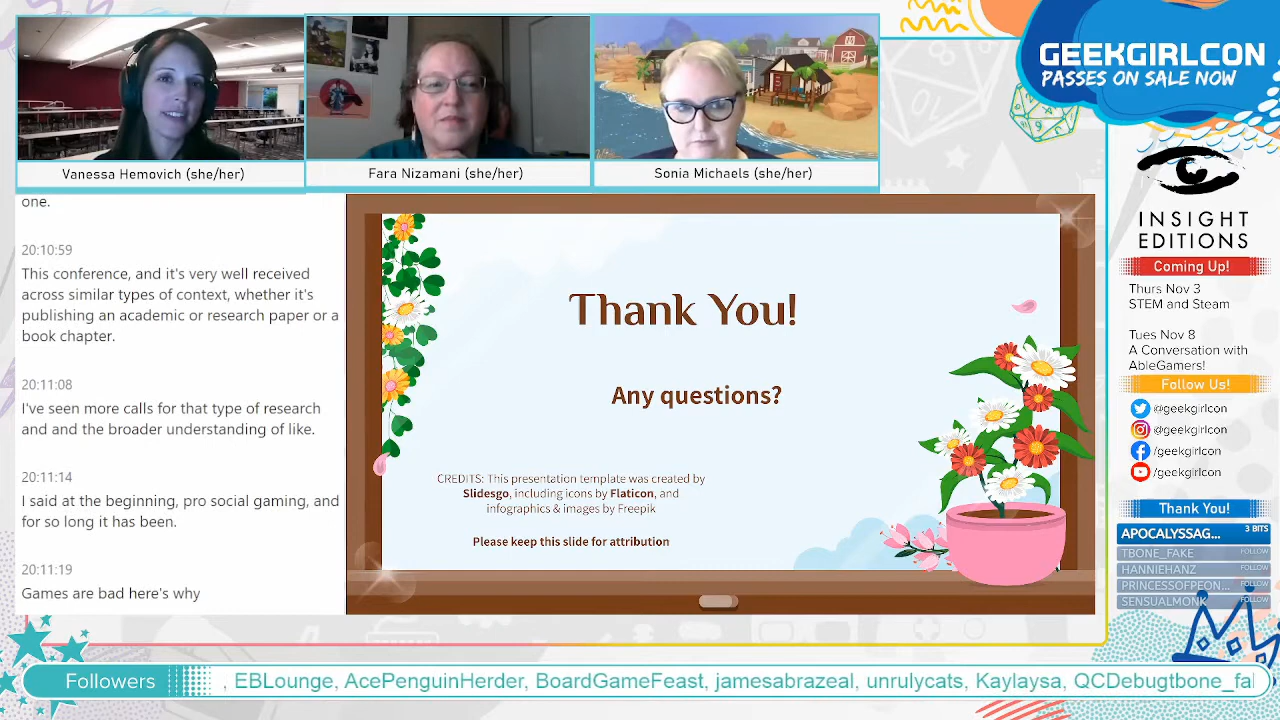 GEEKGIRLCON
PASSES ON SALE NOW
Vanessa Hemovich (she/her)
Fara Nizamani (she/her)
Sonia Michaels (she/her)
one.
20:10:59
This conference, and it's very well received
across similar types of context, whether it's
publishing an academic or research paper or a
book chapter.
20:11:08
I've seen more calls for that type of research
and and the broader understanding of like.
20:11:14
I said at the beginning, pro social gaming, and
for so long it has been.
20:11:19
Games are bad here's why
Thank You!
Any questions?
CREDITS: This presentation template was created by
Slidesgo, including icons by Flaticon, and
infographics & images by Freepik
Please keep this slide for attribution
INSIGHT
EDITIONS
Coming Up!
Thurs Nov 3
STEM and Steam
Tues Nov 8
A Conversation with
AbleGamers!
Follow Us!
@geekgirlcon
@geekgirlcon
/geekgirlcon
/geekgirlcon
Thank You!
APOCALYSSAG... 3 BITS
TBONE_FAKE FOLLOW
HANNIEHANZ FOLLOW
PRINCESSOFPEON... FOLLOW
SENSUALMONK FOLLOW
Followers , EBLounge, AcePenguinHerder, BoardGameFeast, jamesabrazeal, unrulycats, Kaylaysa, QCDebugtbone_fa